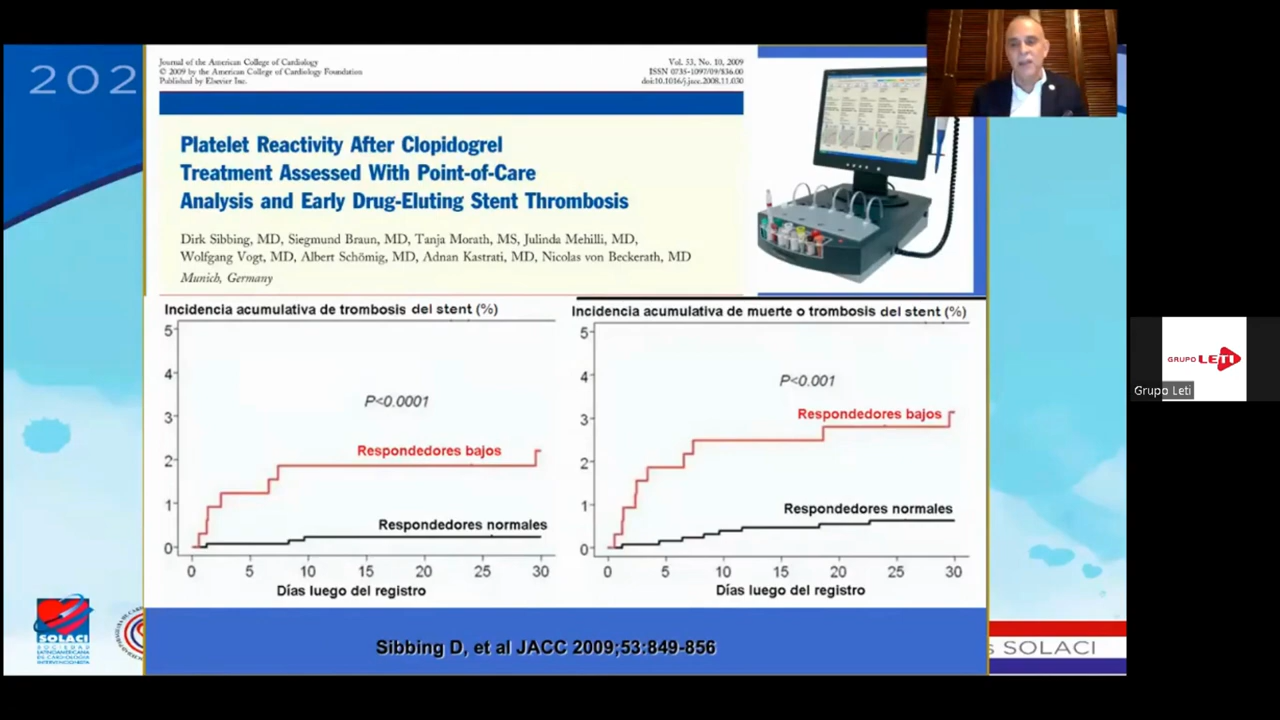 202
Journal of the American College of Cardiology
© 2009 by the American College of Cardiology Foundation
Published by Elsevier Inc.
Vol. 53, No. 10, 2009
ISSN 0735-1097/09/$36.00
doi:10.1016/j.jacc.2008.11.030
Platelet Reactivity After Clopidogrel
Treatment Assessed With Point-of-Care
Analysis and Early Drug-Eluting Stent Thrombosis
Dirk Sibbing, MD, Siegmund Braun, MD, Tanja Morath, MS, Julinda Mehilli, MD,
Wolfgang Vogt, MD, Albert Schömig, MD, Adnan Kastrati, MD, Nicolas von Beckerath, MD
Munich, Germany
Incidencia acumulativa de trombosis del stent (%)
5
4
3
2
1
0
P<0.0001
Respondedores bajos
Respondedores normales
0 5 10 15 20 25 30
Días luego del registro
Incidencia acumulativa de muerte o trombosis del stent (%)
5
4
3
2
1
0
P<0.001
Respondedores bajos
Respondedores normales
0 5 10 15 20 25 30
Días luego del registro
Sibbing D, et al JACC 2009;53:849-856
SOLACI
SOCIEDAD
LATINOAMERICANA
DE CARDIOLOGÍA
INTERVENCIONISTA
s SOLACI
GRUPO LETI
Grupo Leti